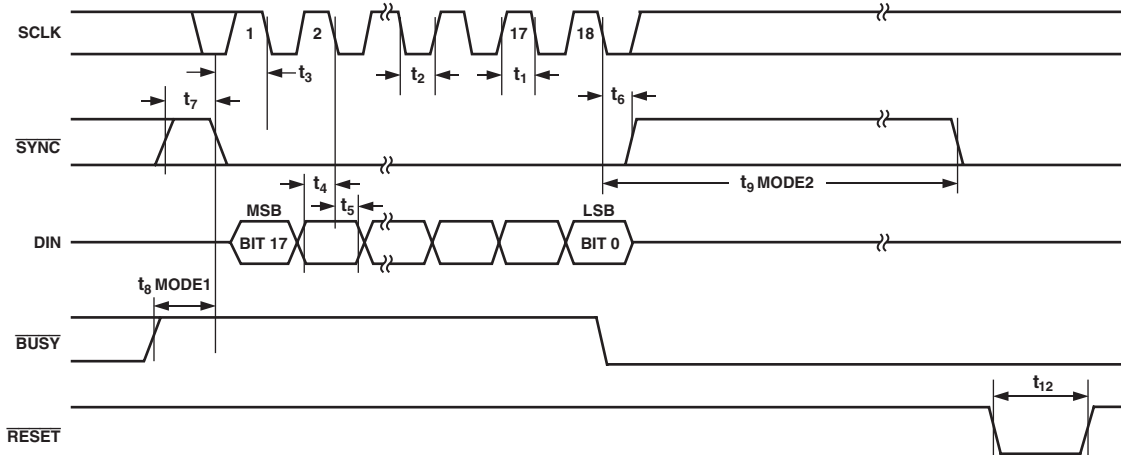 SCLK 1 2 17 18
t3 t2 t1
t7 t6
SYNC
t9 MODE2
t4
t5
MSB LSB
DIN BIT 17 BIT 0
t8 MODE1
BUSY
t12
RESET